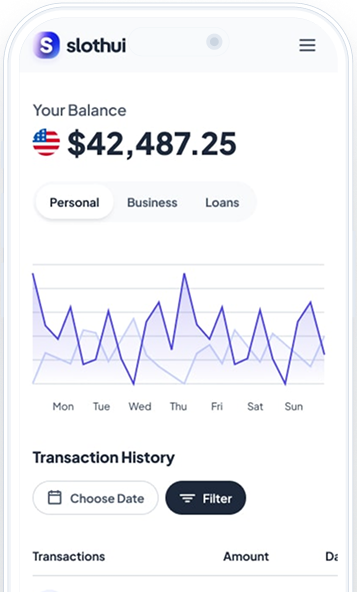 S slothui
Your Balance
$42,487.25
Personal Business Loans
Mon Tue Wed Thu Fri Sat Sun
Transaction History
Choose Date Filter
Transactions Amount Da